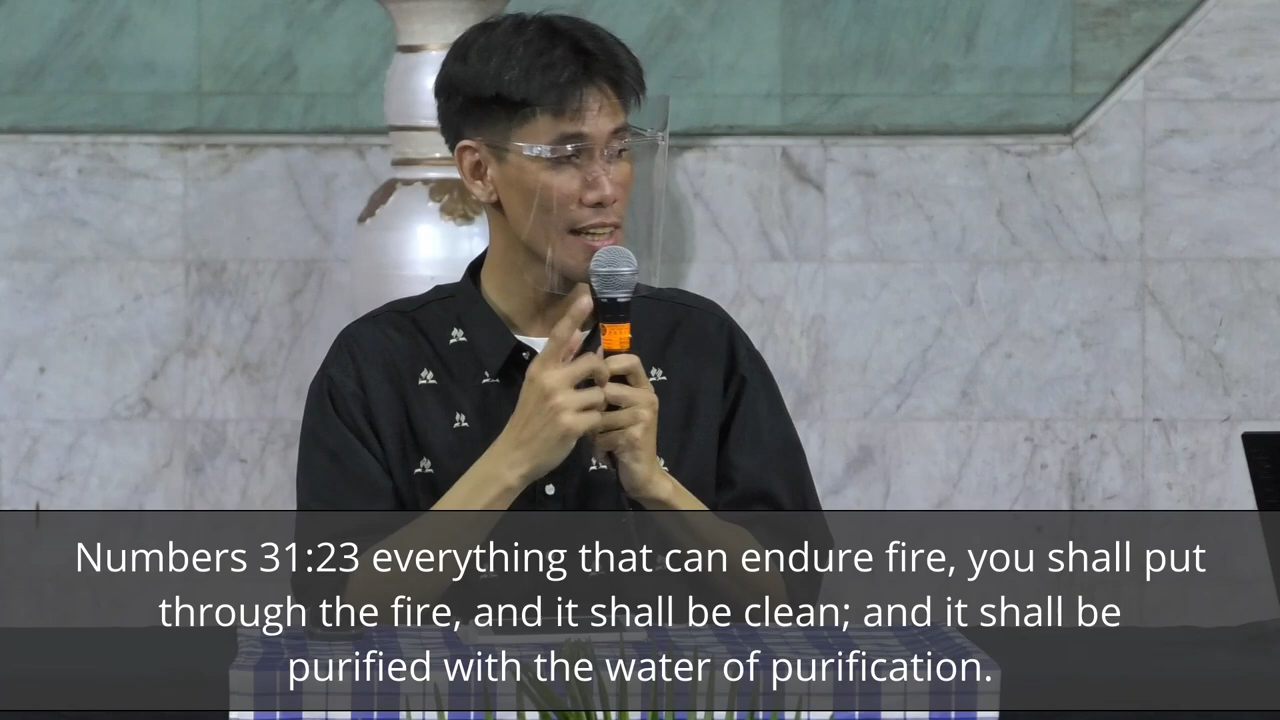 Numbers 31:23 everything that can endure fire, you shall put
through the fire, and it shall be clean; and it shall be
purified with the water of purification.